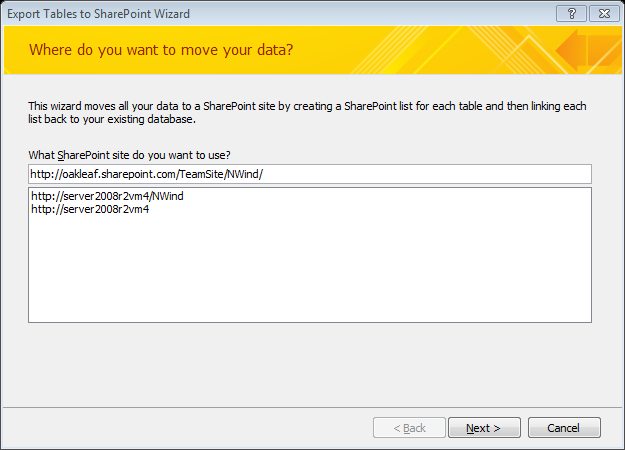 Export Tables to SharePoint Wizard
Where do you want to move your data?
This wizard moves all your data to a SharePoint site by creating a SharePoint list for each table and then linking each
list back to your existing database.
What SharePoint site do you want to use?
http://oakleaf.sharepoint.com/TeamSite/NWind/
http://server2008r2vm4/NWind
http://server2008r2vm4
< Back Next > Cancel